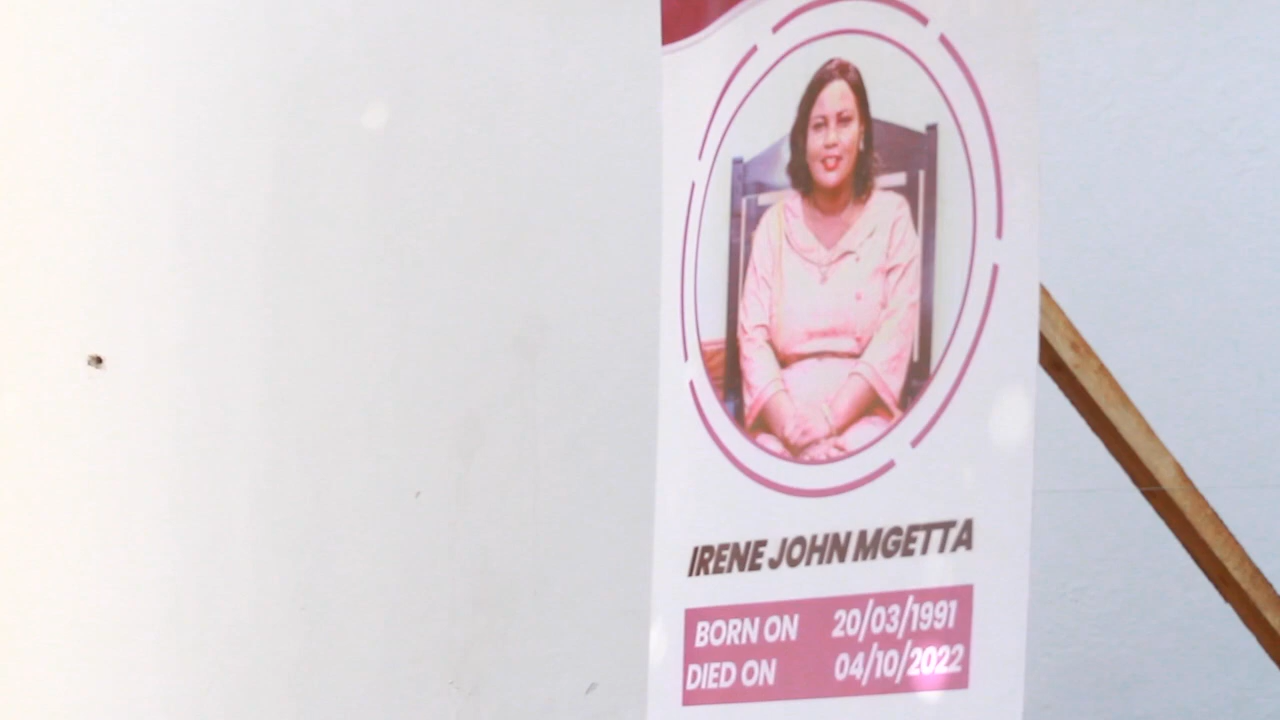 IRENE JOHN MGETTA
BORN ON 20/03/1991
DIED ON 04/10/2022